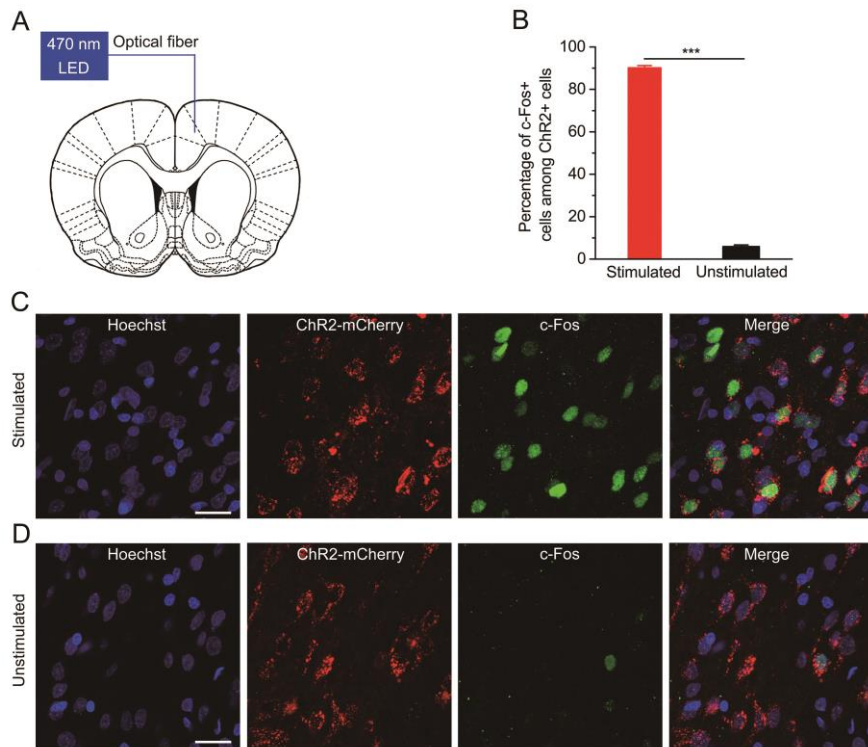 A
470 nm
LED
Optical fiber
B
Percentage of c-Fos+
cells among ChR2+ cells
100
80
60
40
20
0
***
Stimulated
Unstimulated
C
Stimulated
Hoechst
ChR2-mCherry
c-Fos
Merge
D
Unstimulated
Hoechst
ChR2-mCherry
c-Fos
Merge